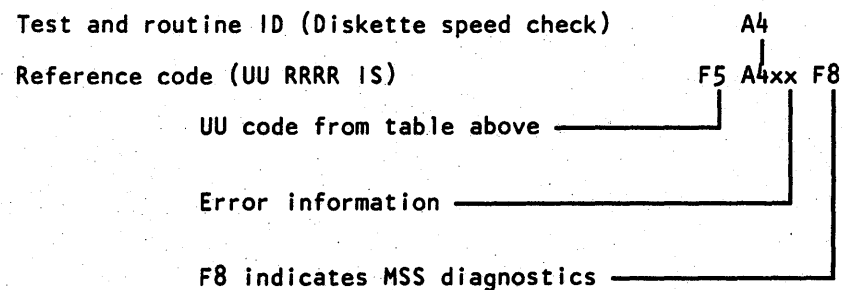 Test and routine ID (Diskette speed check) A4
Reference code (UU RRRR IS) F5 A4xx F8
UU code from table above
Error information
F8 indicates MSS diagnostics